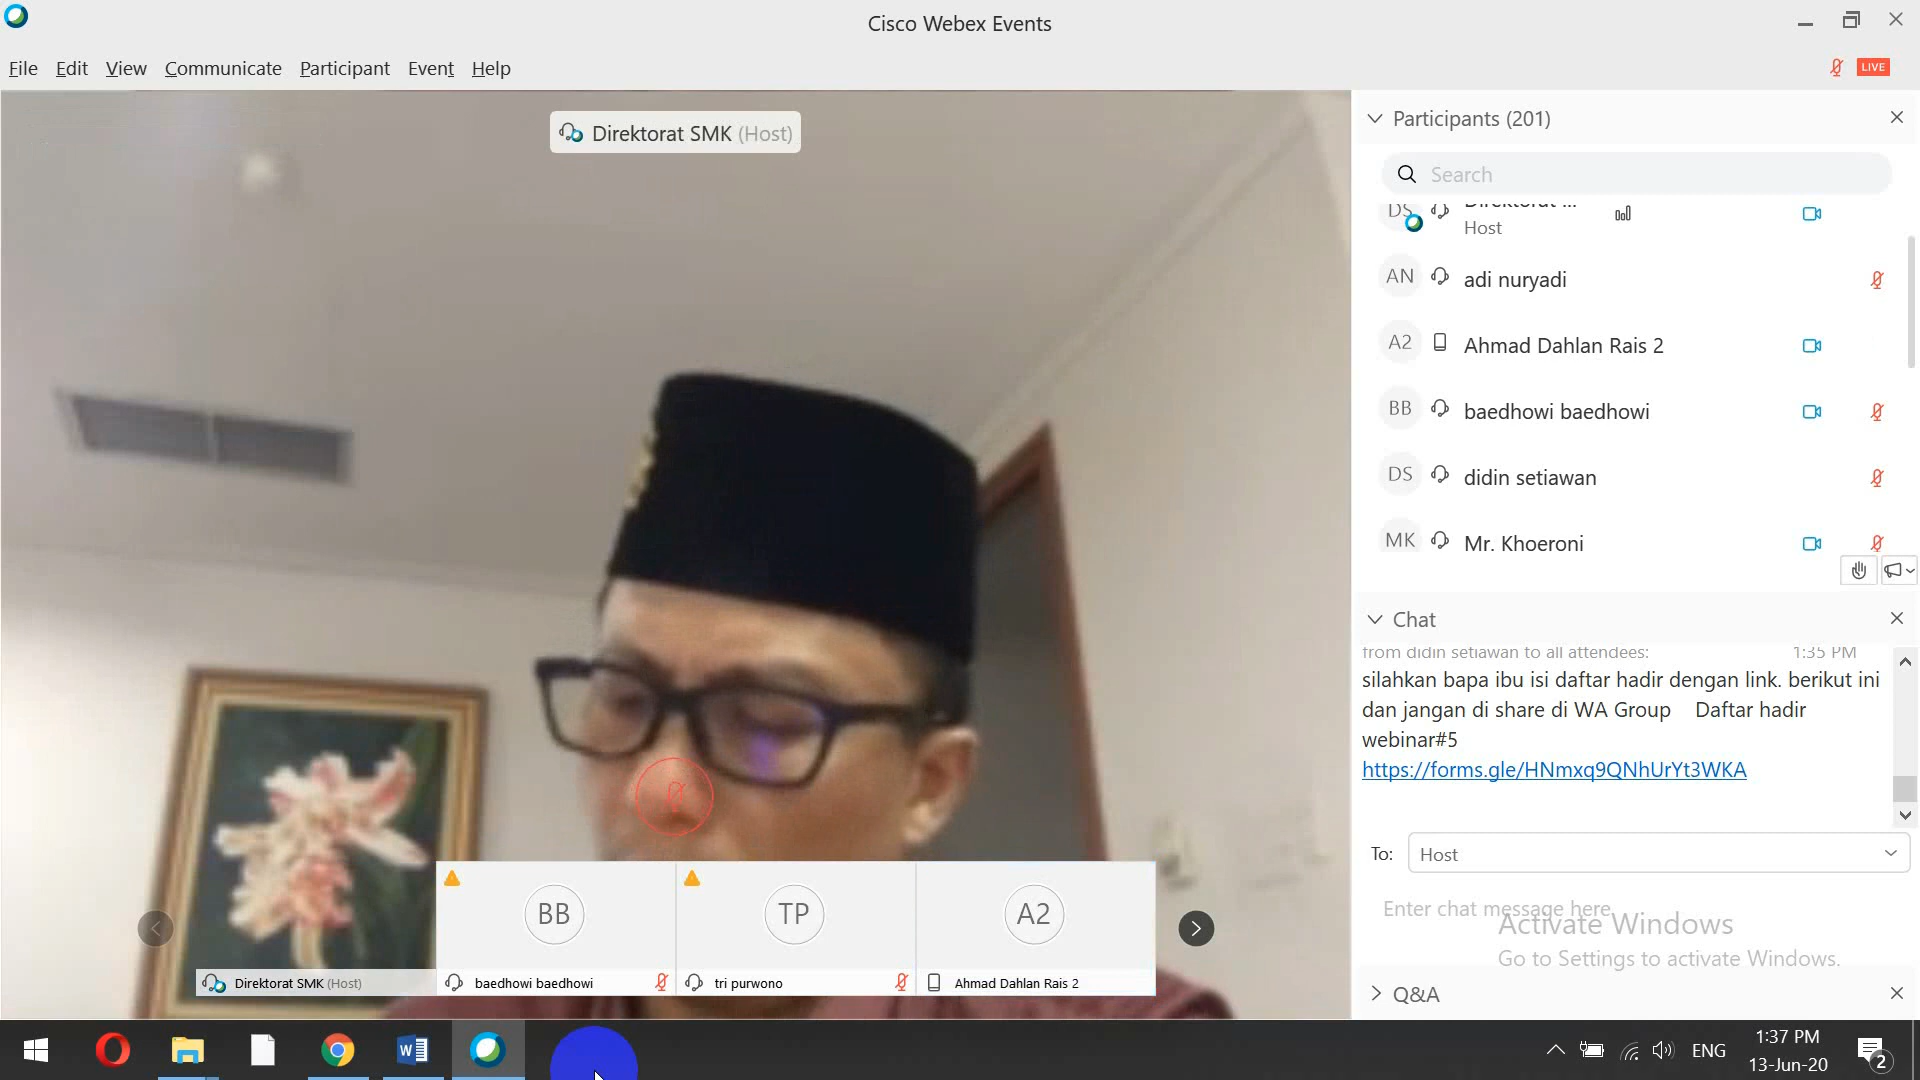 Cisco Webex Events
File Edit View Communicate Participant Event Help
LIVE
Direktorat SMK (Host)
Participants (201)
Search
DS Direktorat ...
Host
AN adi nuryadi
A2 Ahmad Dahlan Rais 2
BB baedhowi baedhowi
DS didin setiawan
MK Mr. Khoeroni
Chat
from didin setiawan to all attendees: 1:35 PM
silahkan bapa ibu isi daftar hadir dengan link. berikut ini
dan jangan di share di WA Group Daftar hadir
webinar#5
https://forms.gle/HNmxq9QNhUrYt3WKA
To: Host
Enter chat message here
Activate Windows
Go to Settings to activate Windows.
Q&A
BB TP A2
Direktorat SMK (Host) baedhowi baedhowi tri purwono Ahmad Dahlan Rais 2
ENG
1:37 PM
13-Jun-20
2